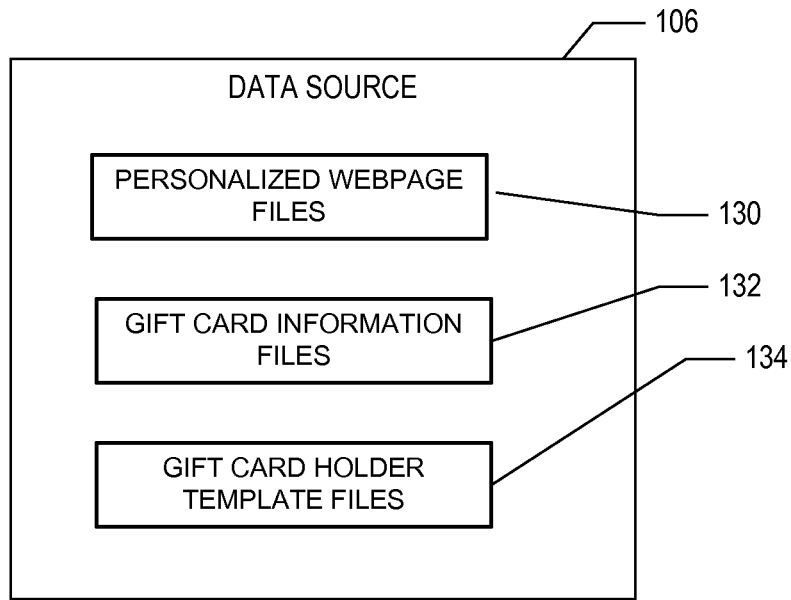 106
DATA SOURCE
PERSONALIZED WEBPAGE
FILES
130
132
GIFT CARD INFORMATION
FILES
134
GIFT CARD HOLDER
TEMPLATE FILES